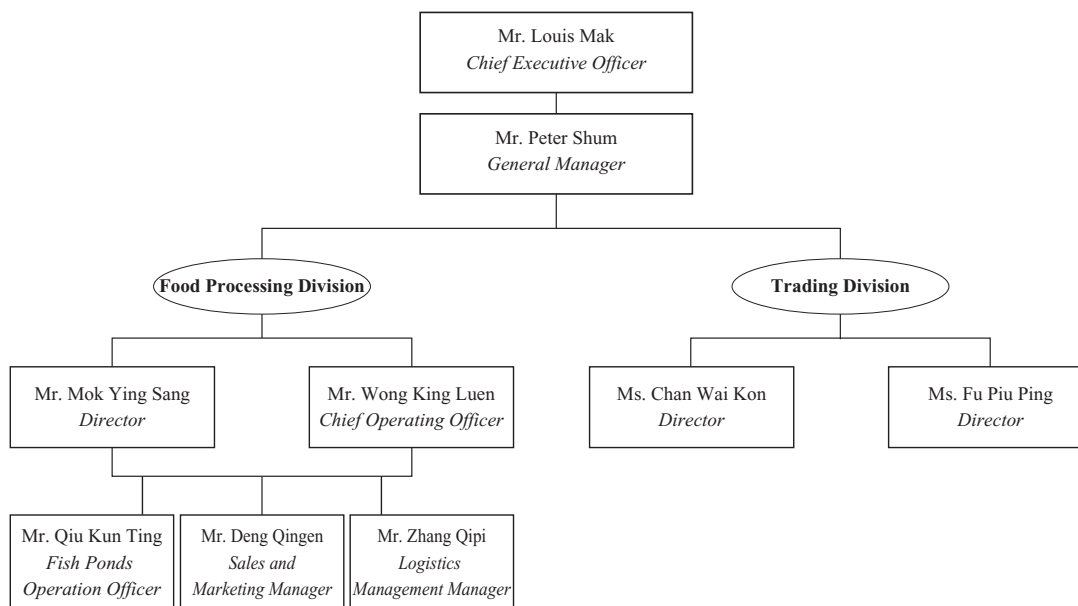 Mr. Louis Mak
Chief Executive Officer
Mr. Peter Shum
General Manager
Food Processing Division
Trading Division
Mr. Mok Ying Sang
Director
Mr. Wong King Luen
Chief Operating Officer
Ms. Chan Wai Kon
Director
Ms. Fu Piu Ping
Director
Mr. Qiu Kun Ting
Fish Ponds
Operation Officer
Mr. Deng Qingen
Sales and
Marketing Manager
Mr. Zhang Qipi
Logistics
Management Manager